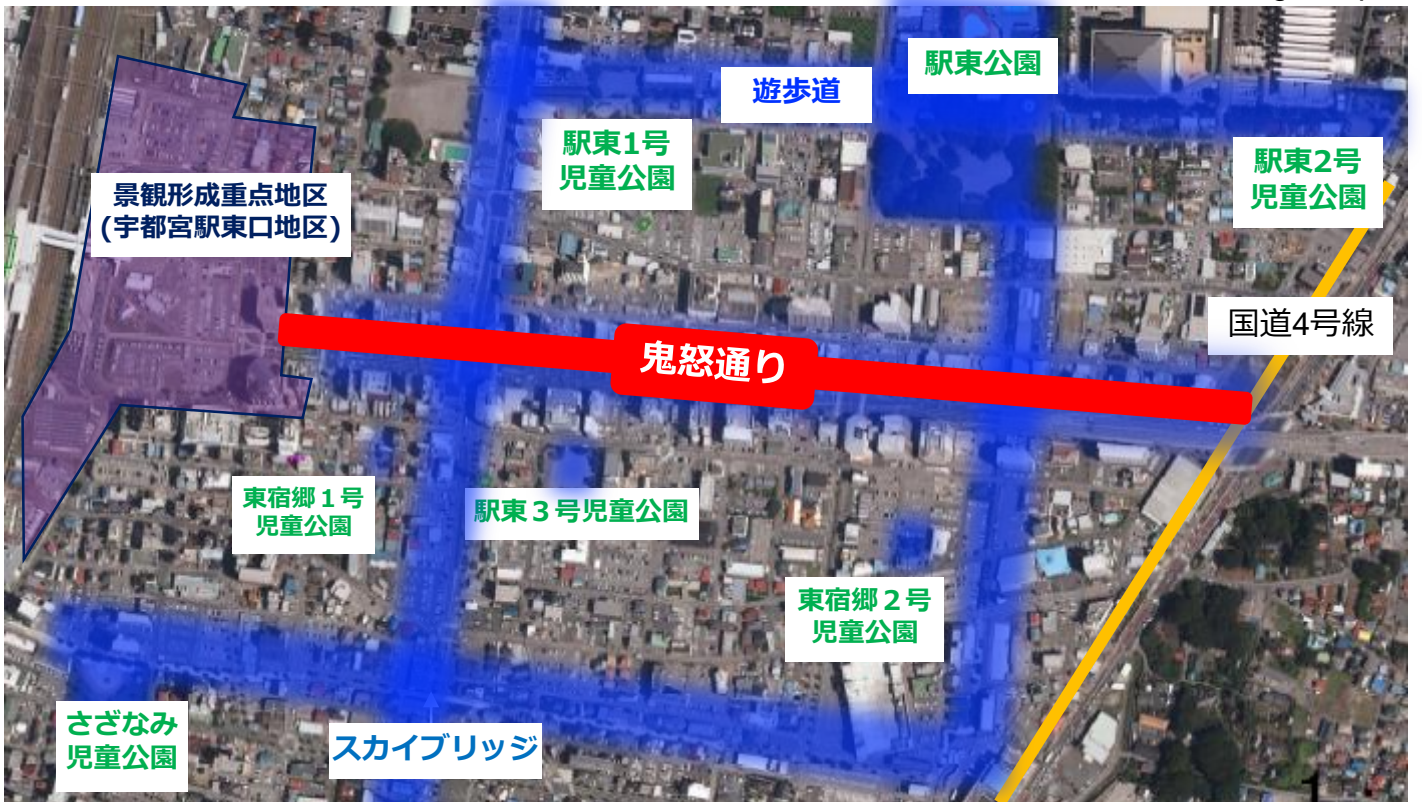 駅東公園
遊歩道
駅東1号
児童公園
駅東2号
児童公園
景観形成重点地区
(宇都宮駅東口地区)
国道4号線
鬼怒通り
東宿郷１号
児童公園
駅東３号児童公園
東宿郷２号
児童公園
さざなみ
児童公園
スカイブリッジ
1